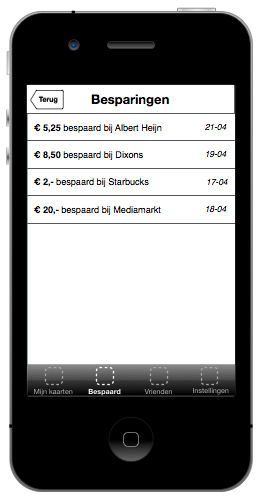 Terug
Besparingen
€ 5,25 bespaard bij Albert Heijn 21-04
€ 8,50 bespaard bij Dixons 19-04
€ 2,- bespaard bij Starbucks 17-04
€ 20,- bespaard bij Mediamarkt 18-04
Mijn kaarten Bespaard Vrienden Instellingen